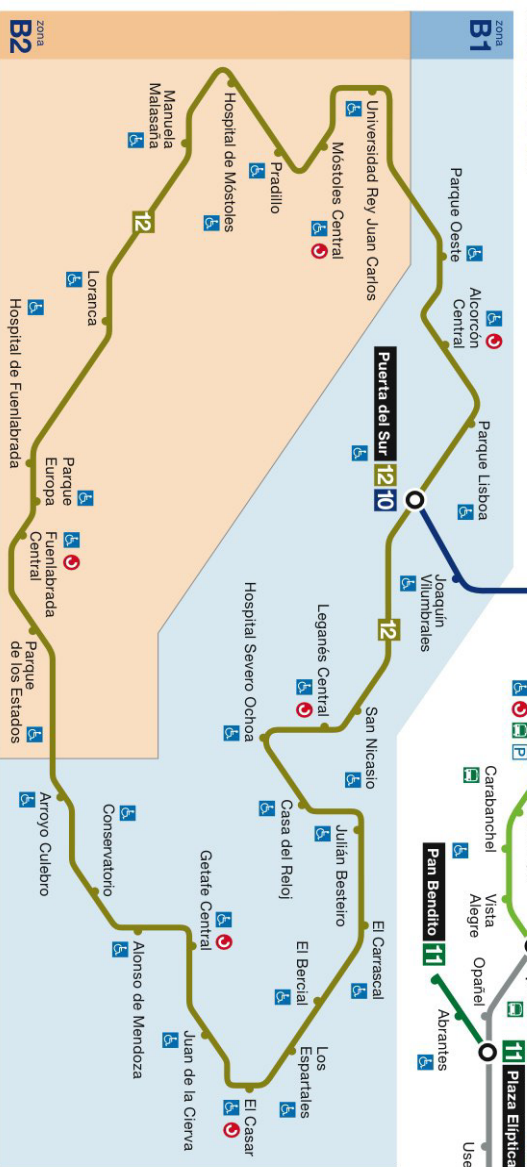 zona
B1
zona
B2
Universidad Rey Juan Carlos
Móstoles Central
Pradillo
Hospital de Móstoles
Manuela
Malasaña
12
Loranca
Hospital de Fuenlabrada
Parque
Europa
Fuenlabrada
Central
Parque
de los Estados
Arroyo Culebro
Conservatorio
Alonso de Mendoza
Getafe Central
Juan de la Cierva
El Casar
Los
Espartales
El Bercial
El Carrascal
Julián Besteiro
Casa del Reloj
Hospital Severo Ochoa
Leganés Central
San Nicasio
12
Puerta del Sur 12 10
Joaquín
Vilumbrales
Parque Lisboa
Alcorcón
Central
Parque Oeste
P
Carabanchel
Vista
Alegre
Pan Bendito 11
Opañel
Abrantes
11 Plaza Elíptica
Use